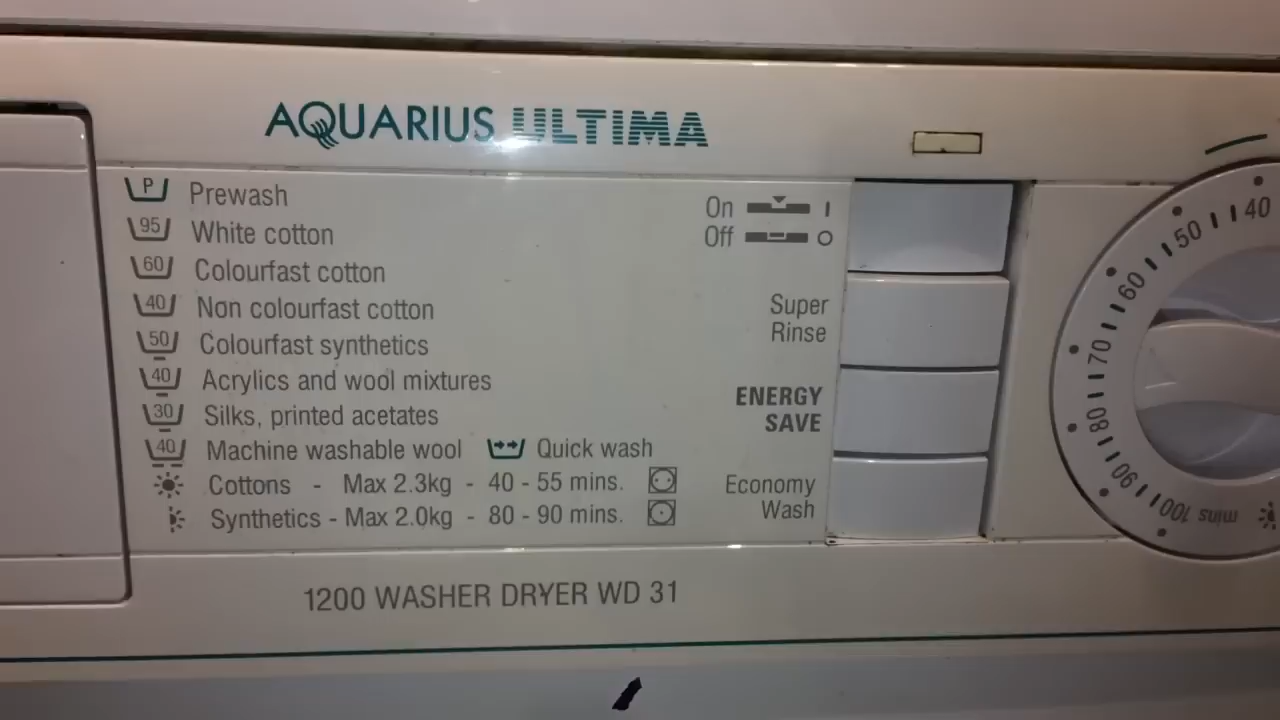 AQUARIUS ULTIMA
P Prewash
95 White cotton
60 Colourfast cotton
40 Non colourfast cotton
50 Colourfast synthetics
40 Acrylics and wool mixtures
30 Silks, printed acetates
40 Machine washable wool Quick wash
Cottons - Max 2.3kg - 40 - 55 mins.
Synthetics - Max 2.0kg - 80 - 90 mins.
On I
Off O
Super
Rinse
ENERGY
SAVE
Economy
Wash
40
50
60
70
80
90
100 mins
1200 WASHER DRYER WD 31